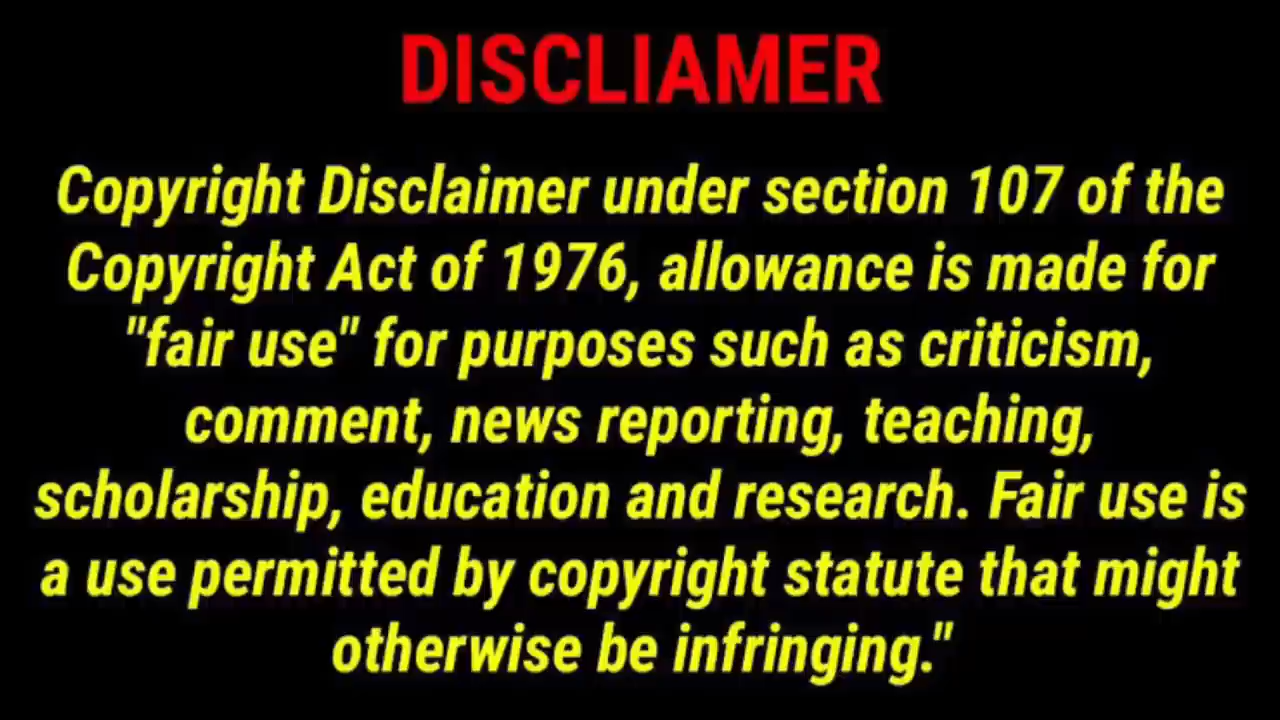 DISCLIAMER
Copyright Disclaimer under section 107 of the
Copyright Act of 1976, allowance is made for
"fair use" for purposes such as criticism,
comment, news reporting, teaching,
scholarship, education and research. Fair use is
a use permitted by copyright statute that might
otherwise be infringing."